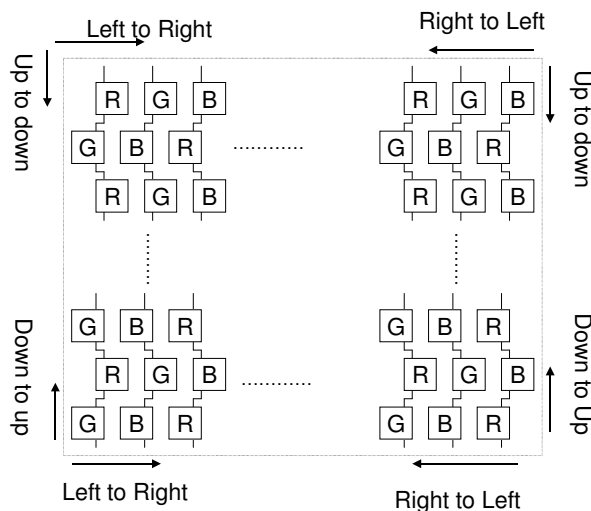 Left to Right
Right to Left
Up to down
Up to down
R G B R G B
G B R ............ G B R
R G B R G B
G B R G B R
R G B ............ R G B
G B R G B R
Down to up
Down to Up
Left to Right
Right to Left